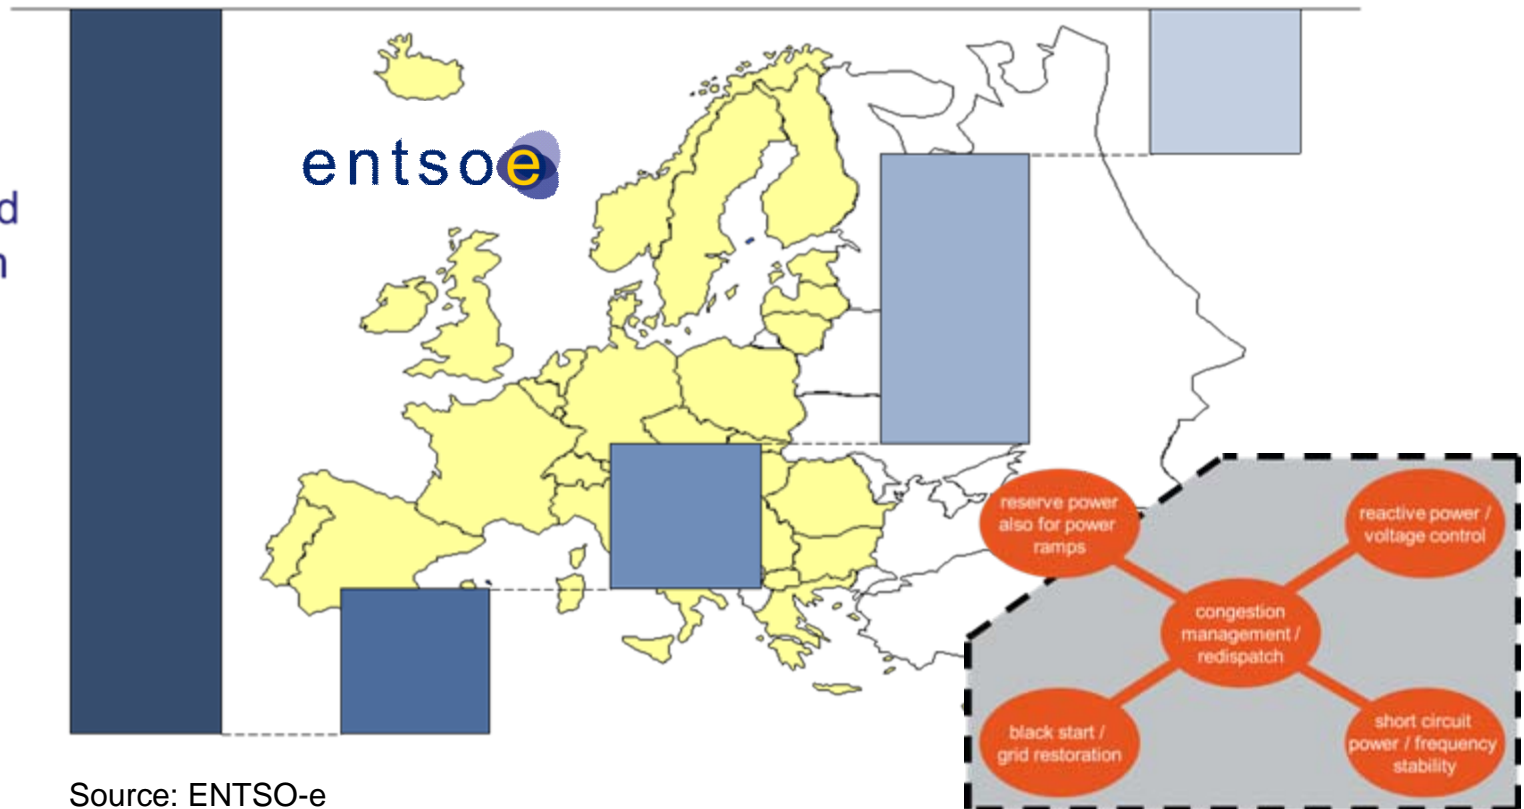 entsoe
d
n
reserve power
also for power
ramps
reactive power /
voltage control
congestion
management /
redispatch
black start /
grid restoration
short circuit
power / frequency
stability
Source: ENTSO-e